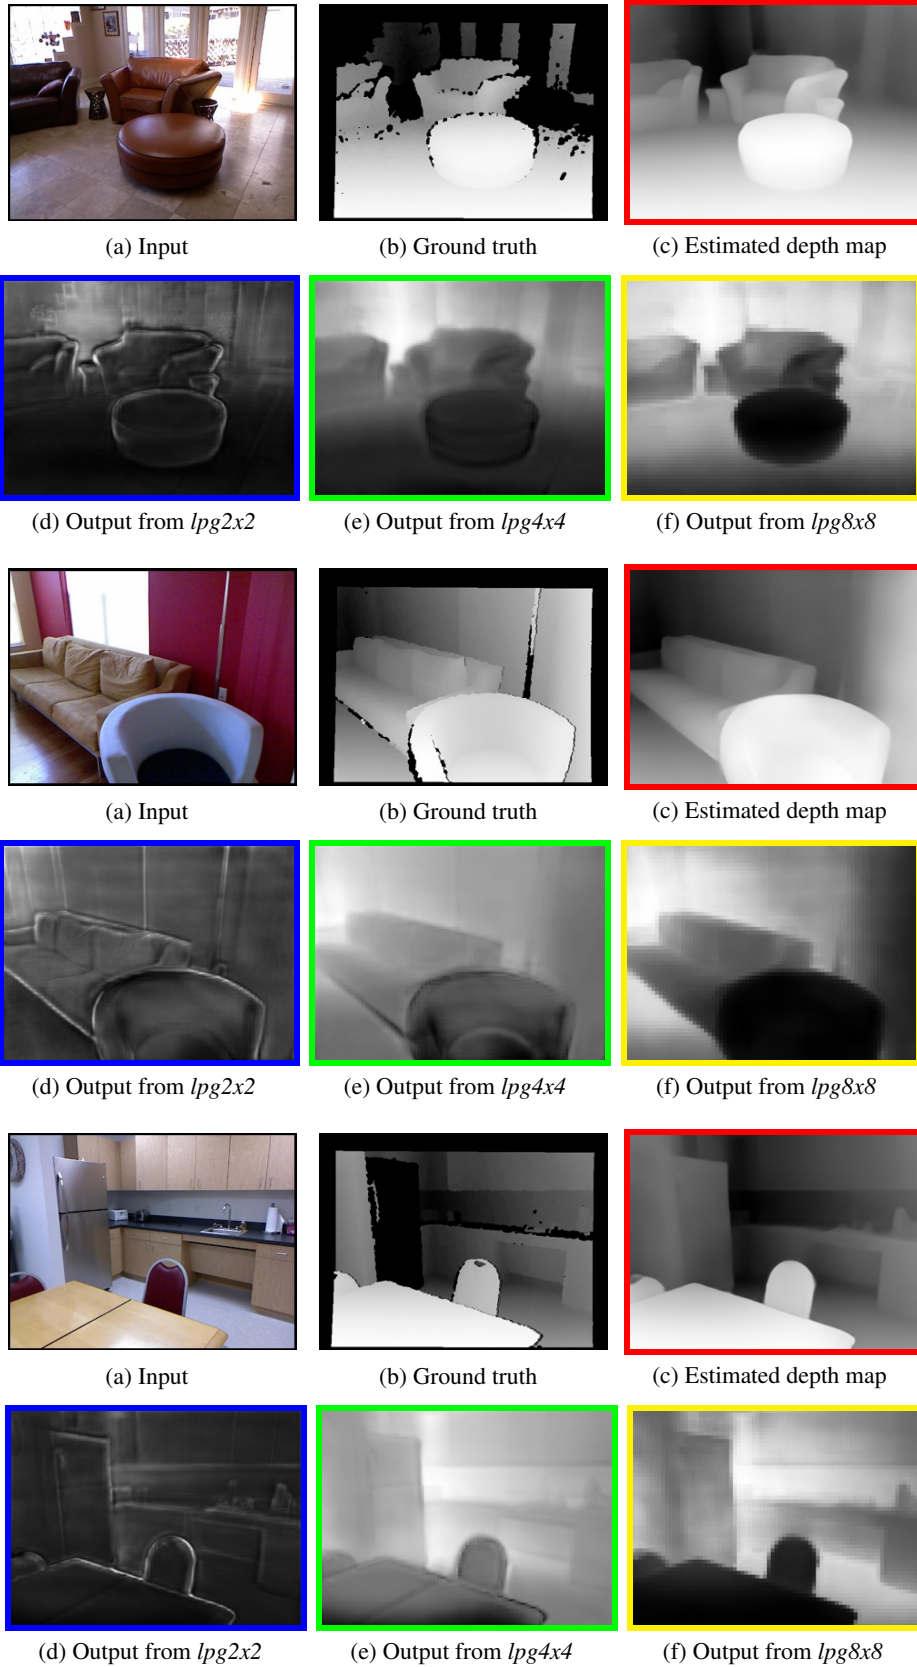 (a) Input
(b) Ground truth
(c) Estimated depth map
(d) Output from lpg2x2
(e) Output from lpg4x4
(f) Output from lpg8x8
(a) Input
(b) Ground truth
(c) Estimated depth map
(d) Output from lpg2x2
(e) Output from lpg4x4
(f) Output from lpg8x8
(a) Input
(b) Ground truth
(c) Estimated depth map
(d) Output from lpg2x2
(e) Output from lpg4x4
(f) Output from lpg8x8